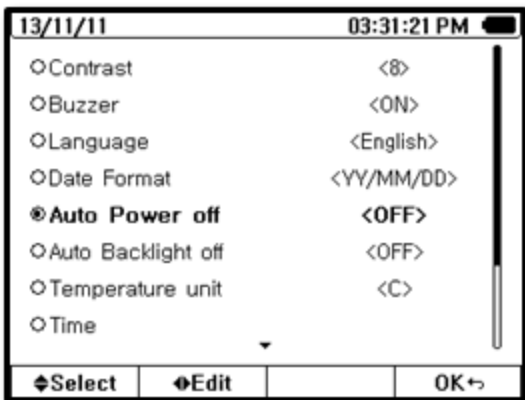 13/11/11 03:31:21 PM
Contrast <8>
Buzzer <ON>
Language <English>
Date Format <YY/MM/DD>
Auto Power off <OFF>
Auto Backlight off <OFF>
Temperature unit <C>
Time
Select Edit OK